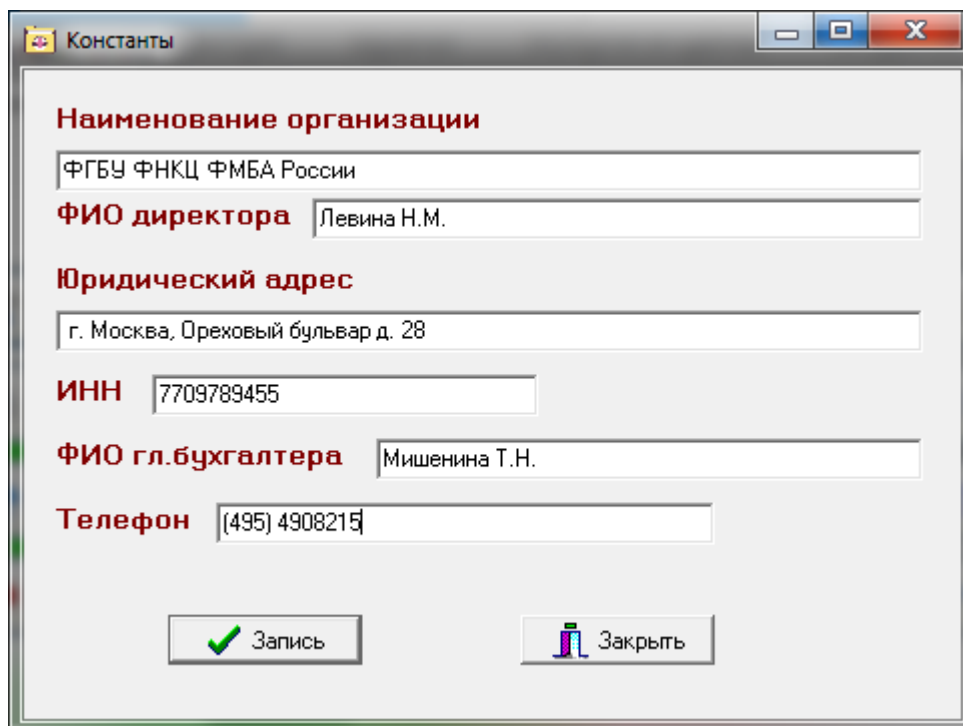 Константы
Наименование организации
ФГБУ ФНКЦ ФМБА России
ФИО директора Левина Н.М.
Юридический адрес
г. Москва, Ореховый бульвар д. 28
ИНН 7709789455
ФИО гл.бухгалтера Мишенина Т.Н.
Телефон (495) 4908215
Запись Закрыть